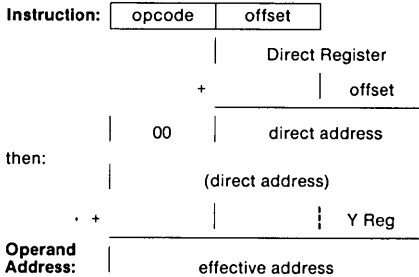 Instruction: opcode offset
Direct Register
+ offset
00 direct address
then:
(direct address)
+ Y Reg
Operand
Address: effective address